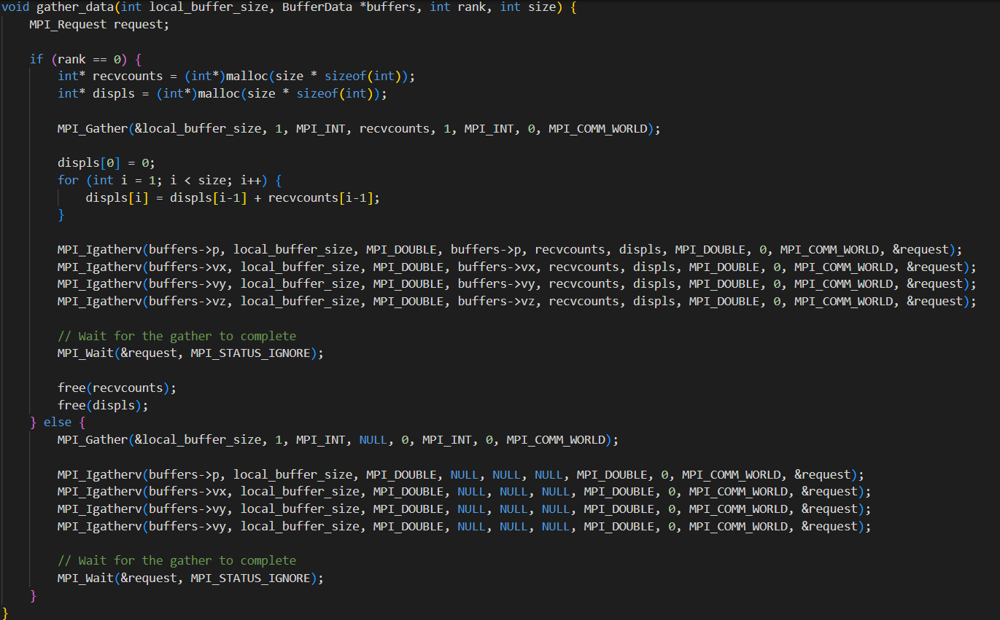 void gather_data(int local_buffer_size, BufferData *buffers, int rank, int size) {
    MPI_Request request;

    if (rank == 0) {
        int* recvcounts = (int*)malloc(size * sizeof(int));
        int* displs = (int*)malloc(size * sizeof(int));

        MPI_Gather(&local_buffer_size, 1, MPI_INT, recvcounts, 1, MPI_INT, 0, MPI_COMM_WORLD);

        displs[0] = 0;
        for (int i = 1; i < size; i++) {
            displs[i] = displs[i-1] + recvcounts[i-1];
        }

        MPI_Igatherv(buffers->p, local_buffer_size, MPI_DOUBLE, buffers->p, recvcounts, displs, MPI_DOUBLE, 0, MPI_COMM_WORLD, &request);
        MPI_Igatherv(buffers->vx, local_buffer_size, MPI_DOUBLE, buffers->vx, recvcounts, displs, MPI_DOUBLE, 0, MPI_COMM_WORLD, &request);
        MPI_Igatherv(buffers->vy, local_buffer_size, MPI_DOUBLE, buffers->vy, recvcounts, displs, MPI_DOUBLE, 0, MPI_COMM_WORLD, &request);
        MPI_Igatherv(buffers->vz, local_buffer_size, MPI_DOUBLE, buffers->vz, recvcounts, displs, MPI_DOUBLE, 0, MPI_COMM_WORLD, &request);

        // Wait for the gather to complete
        MPI_Wait(&request, MPI_STATUS_IGNORE);

        free(recvcounts);
        free(displs);
    } else {
        MPI_Gather(&local_buffer_size, 1, MPI_INT, NULL, 0, MPI_INT, 0, MPI_COMM_WORLD);

        MPI_Igatherv(buffers->p, local_buffer_size, MPI_DOUBLE, NULL, NULL, NULL, MPI_DOUBLE, 0, MPI_COMM_WORLD, &request);
        MPI_Igatherv(buffers->vx, local_buffer_size, MPI_DOUBLE, NULL, NULL, NULL, MPI_DOUBLE, 0, MPI_COMM_WORLD, &request);
        MPI_Igatherv(buffers->vy, local_buffer_size, MPI_DOUBLE, NULL, NULL, NULL, MPI_DOUBLE, 0, MPI_COMM_WORLD, &request);
        MPI_Igatherv(buffers->vy, local_buffer_size, MPI_DOUBLE, NULL, NULL, NULL, MPI_DOUBLE, 0, MPI_COMM_WORLD, &request);

        // Wait for the gather to complete
        MPI_Wait(&request, MPI_STATUS_IGNORE);
    }
}